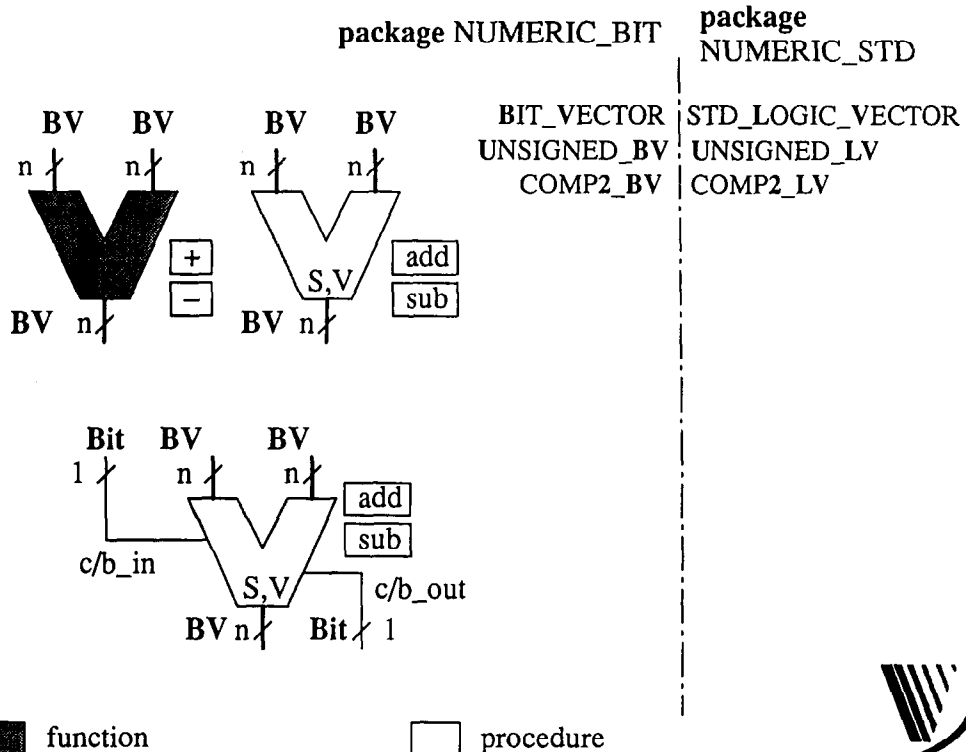 package NUMERIC_BIT
package
NUMERIC_STD
BIT_VECTOR STD_LOGIC_VECTOR
UNSIGNED_BV UNSIGNED_LV
COMP2_BV COMP2_LV
BV BV BV BV
n n n n
+ add
− S,V sub
BV n BV n
Bit BV BV
1 n n
add
sub
c/b_in
S,V c/b_out
BV n Bit 1
function procedure